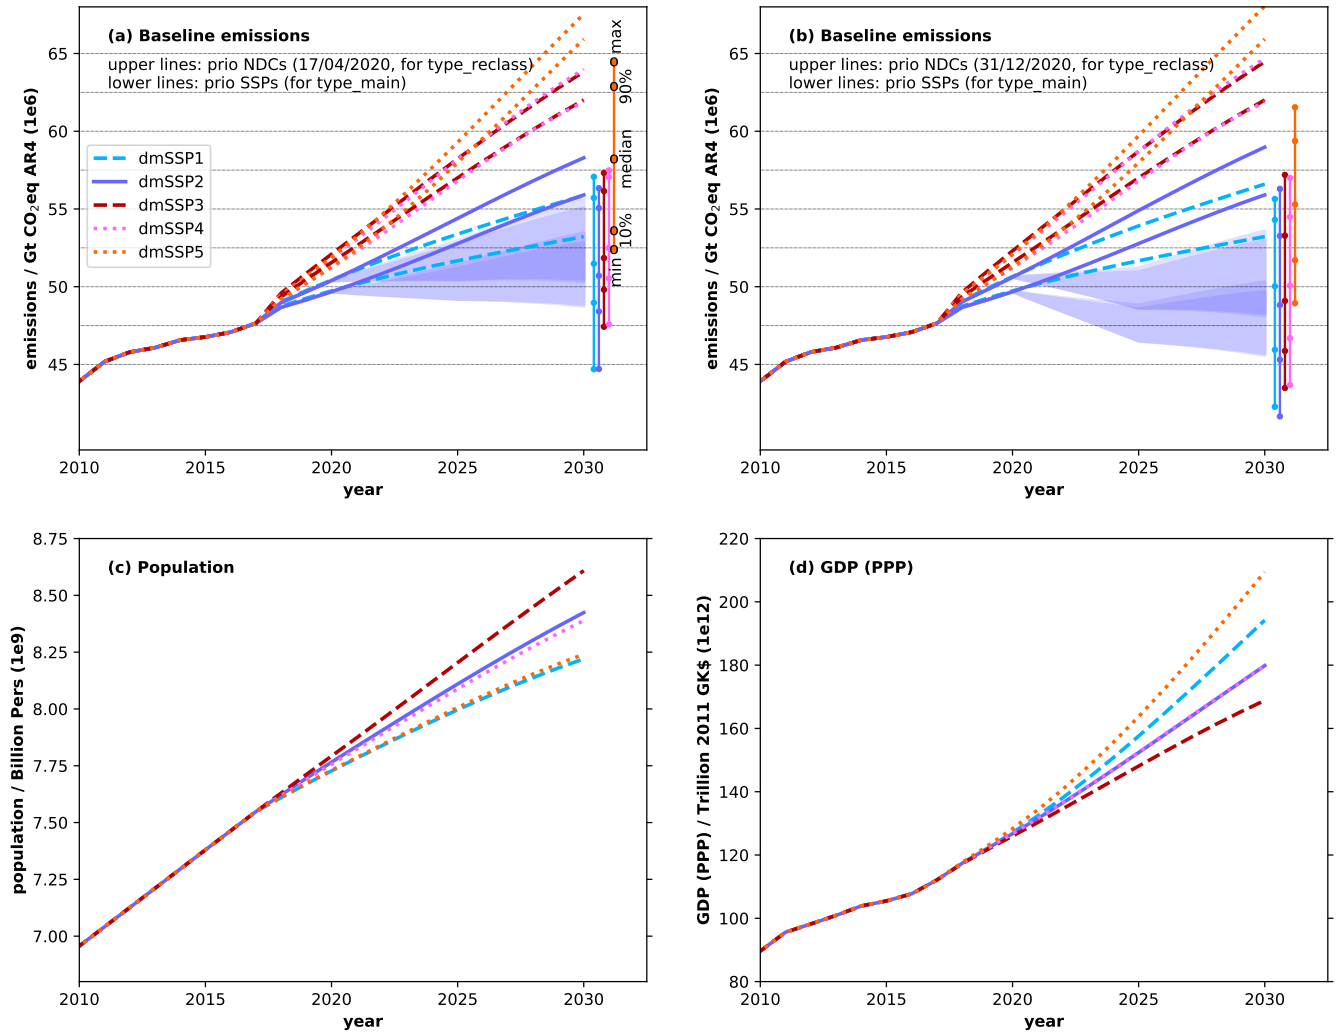 (a) Baseline emissions
upper lines: prio NDCs (17/04/2020, for type_reclass)
lower lines: prio SSPs (for type_main)
dmSSP1
dmSSP2
dmSSP3
dmSSP4
dmSSP5
max
90%
median
10%
min
65
60
55
50
45
emissions / Gt CO₂eq AR4 (1e6)
2010
2015
2020
2025
2030
year
(b) Baseline emissions
upper lines: prio NDCs (31/12/2020, for type_reclass)
lower lines: prio SSPs (for type_main)
65
60
55
50
45
emissions / Gt CO₂eq AR4 (1e6)
2010
2015
2020
2025
2030
year
(c) Population
8.75
8.50
8.25
8.00
7.75
7.50
7.25
7.00
population / Billion Pers (1e9)
2010
2015
2020
2025
2030
year
(d) GDP (PPP)
220
200
180
160
140
120
100
80
GDP (PPP) / Trillion 2011 GK$ (1e12)
2010
2015
2020
2025
2030
year